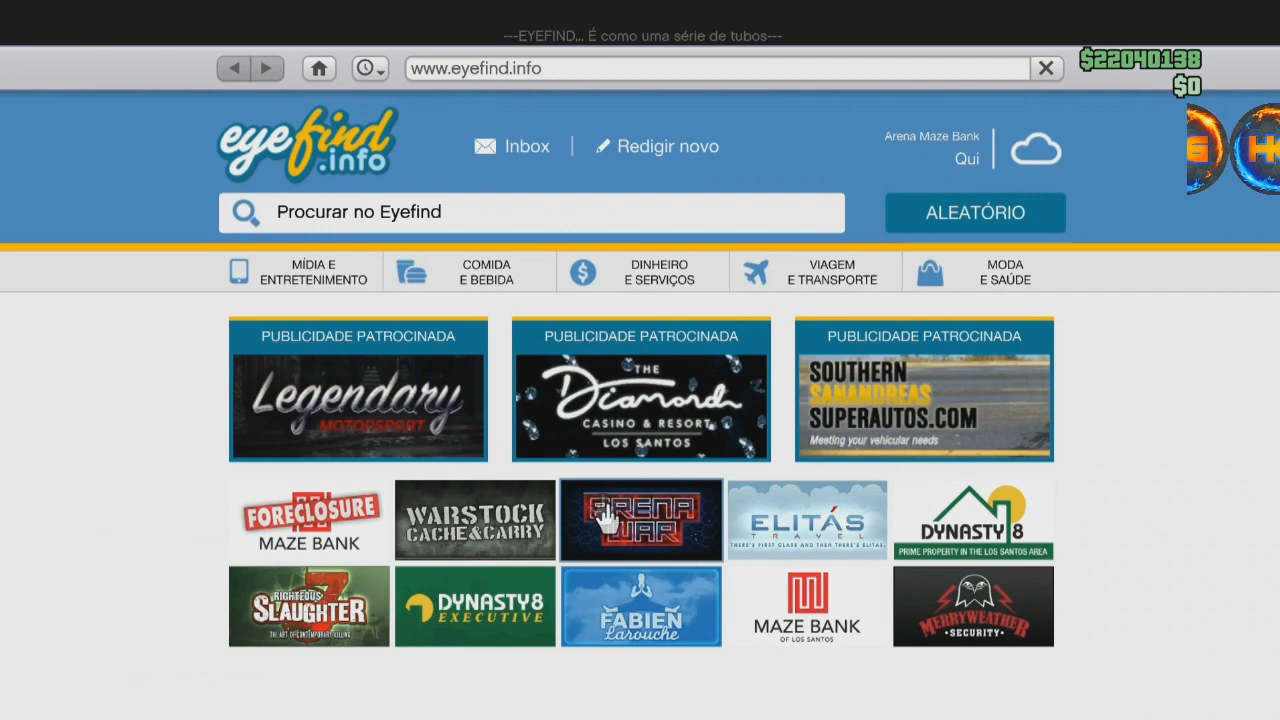 ---EYEFIND... É como uma série de tubos---
www.eyefind.info
$22040138
$0
eyefind
.info
Inbox
Redigir novo
Arena Maze Bank
Qui
Procurar no Eyefind
ALEATÓRIO
MÍDIA E
ENTRETENIMENTO
COMIDA
E BEBIDA
DINHEIRO
E SERVIÇOS
VIAGEM
E TRANSPORTE
MODA
E SAÚDE
PUBLICIDADE PATROCINADA
Legendary
MOTORSPORT
PUBLICIDADE PATROCINADA
THE
Diamond
CASINO & RESORT
LOS SANTOS
PUBLICIDADE PATROCINADA
SOUTHERN
SANANDREAS
SUPERAUTOS.COM
Meeting your vehicular needs
FORECLOSURE
MAZE BANK
WARSTOCK
CACHE&CARRY
ARENA
WAR
ELITÁS
TRAVEL
THERE'S FIRST CLASS AND THEN THERE'S ELITAS.
DYNASTY 8
PRIME PROPERTY IN THE LOS SANTOS AREA
RIGHTEOUS
SLAUGHTER
7
THE ART OF CONTEMPORARY KILLING
DYNASTY8
EXECUTIVE
FABIEN
Larouche
MAZE BANK
OF LOS SANTOS
MERRYWEATHER
•SECURITY•